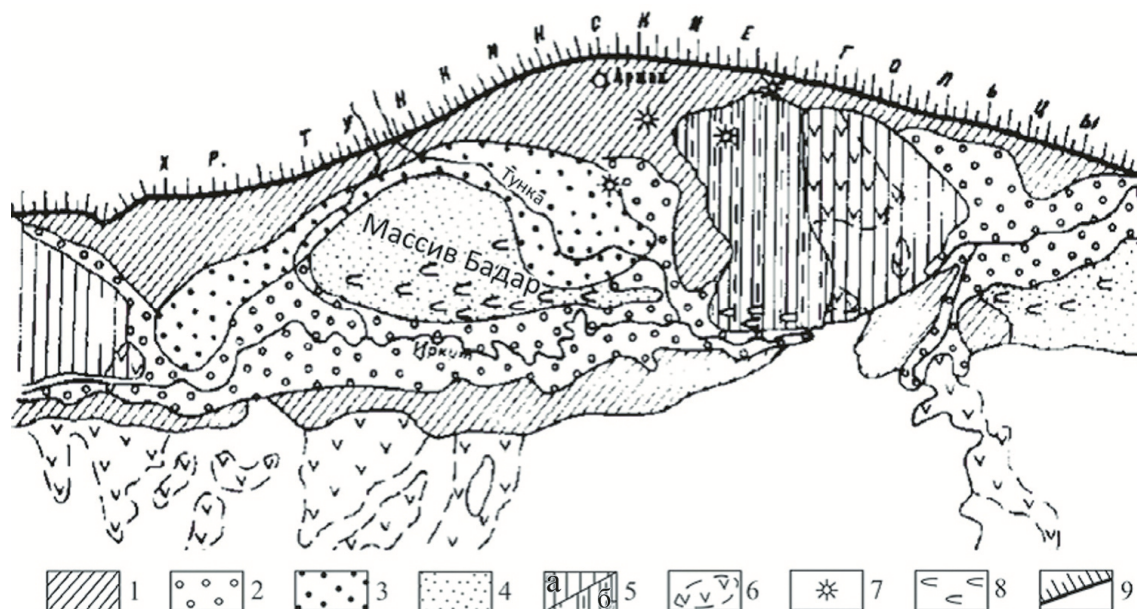 Х Р. Т У Н К И Н С К И Е Г О Л Ь Ц Ы
Аршан
Тунка
Массив Бадар
Иркут
1 2 3 4 а б 5 6 7 8 9